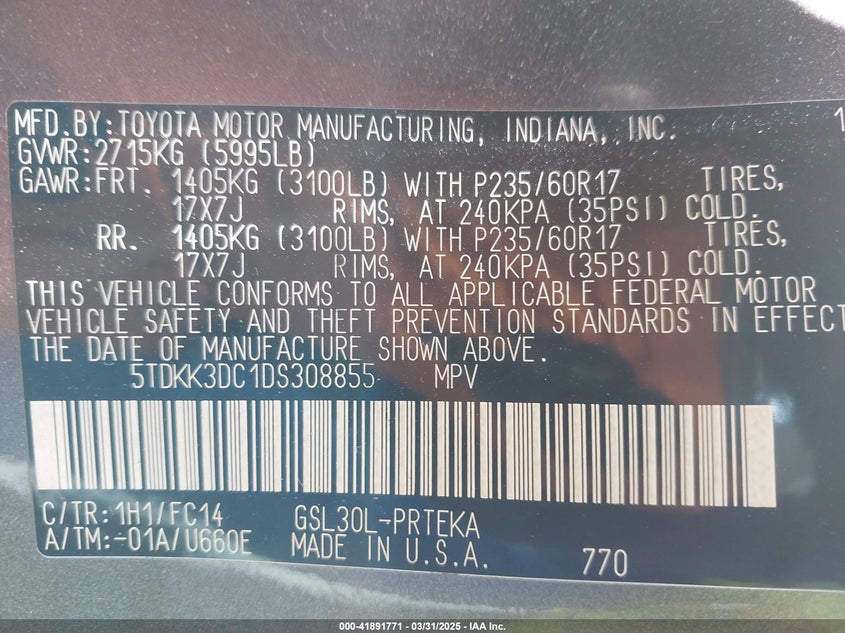 MFD.BY:TOYOTA MOTOR MANUFACTURING, INDIANA, INC. 1
GVWR:2715KG (5995LB)
GAWR:FRT. 1405KG (3100LB) WITH P235/60R17 TIRES,
17X7J RIMS, AT 240KPA (35PSI) COLD.
RR. 1405KG (3100LB) WITH P235/60R17 TIRES,
17X7J RIMS, AT 240KPA (35PSI) COLD.
THIS VEHICLE CONFORMS TO ALL APPLICABLE FEDERAL MOTOR
VEHICLE SAFETY AND THEFT PREVENTION STANDARDS IN EFFECT
THE DATE OF MANUFACTURE SHOWN ABOVE.
5TDKK3DC1DS308855 MPV
C/TR:1H1/FC14 GSL30L-PRTEKA
A/TM:-01A/U660E MADE IN U.S.A. 770
000-41891771 - 03/31/2025 - IAA Inc.